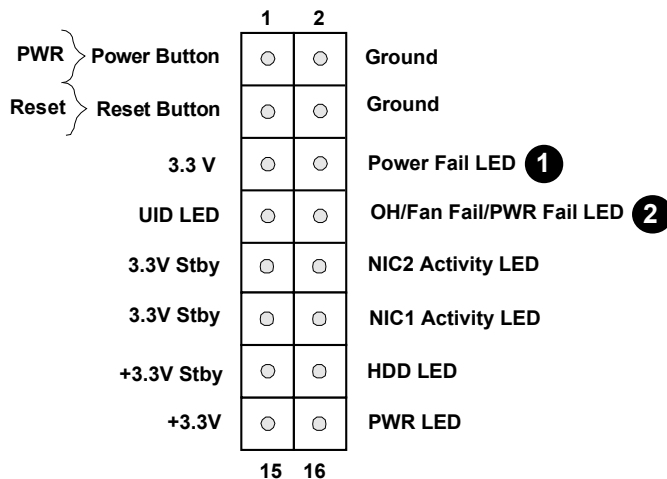 1 2
PWR Power Button Ground
Reset Reset Button Ground
3.3 V Power Fail LED 1
UID LED OH/Fan Fail/PWR Fail LED 2
3.3V Stby NIC2 Activity LED
3.3V Stby NIC1 Activity LED
+3.3V Stby HDD LED
+3.3V PWR LED
15 16